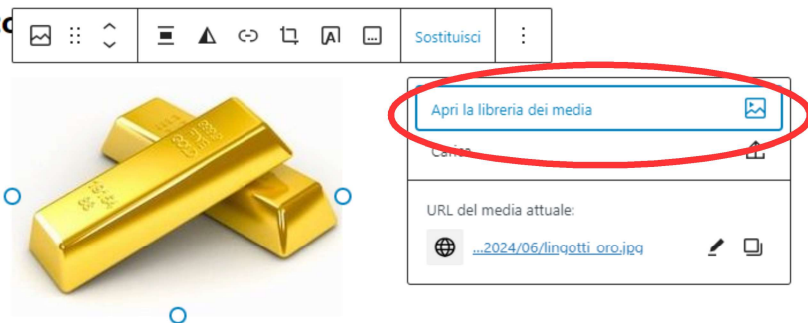 Sostituisci
Apri la libreria dei media
Carica
URL del media attuale:
...2024/06/lingotti_oro.jpg